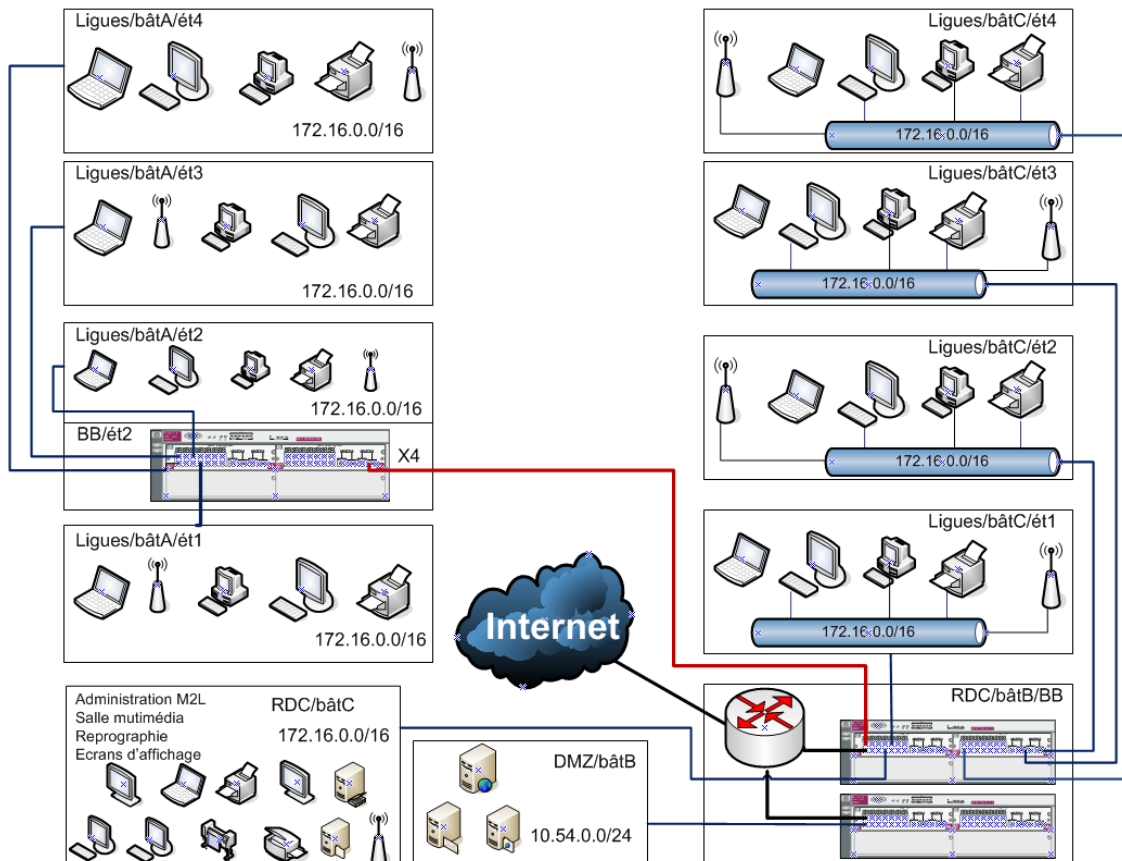 Ligues/bâtA/ét4
172.16.0.0/16
Ligues/bâtA/ét3
172.16.0.0/16
Ligues/bâtA/ét2
172.16.0.0/16
BB/ét2
X4
Ligues/bâtA/ét1
172.16.0.0/16
Administration M2L
Salle mutimédia
Reprographie
Ecrans d'affichage
RDC/bâtC
172.16.0.0/16
Internet
DMZ/bâtB
10.54.0.0/24
Ligues/bâtC/ét4
172.16.0.0/16
Ligues/bâtC/ét3
172.16.0.0/16
Ligues/bâtC/ét2
172.16.0.0/16
Ligues/bâtC/ét1
172.16.0.0/16
RDC/bâtB/BB